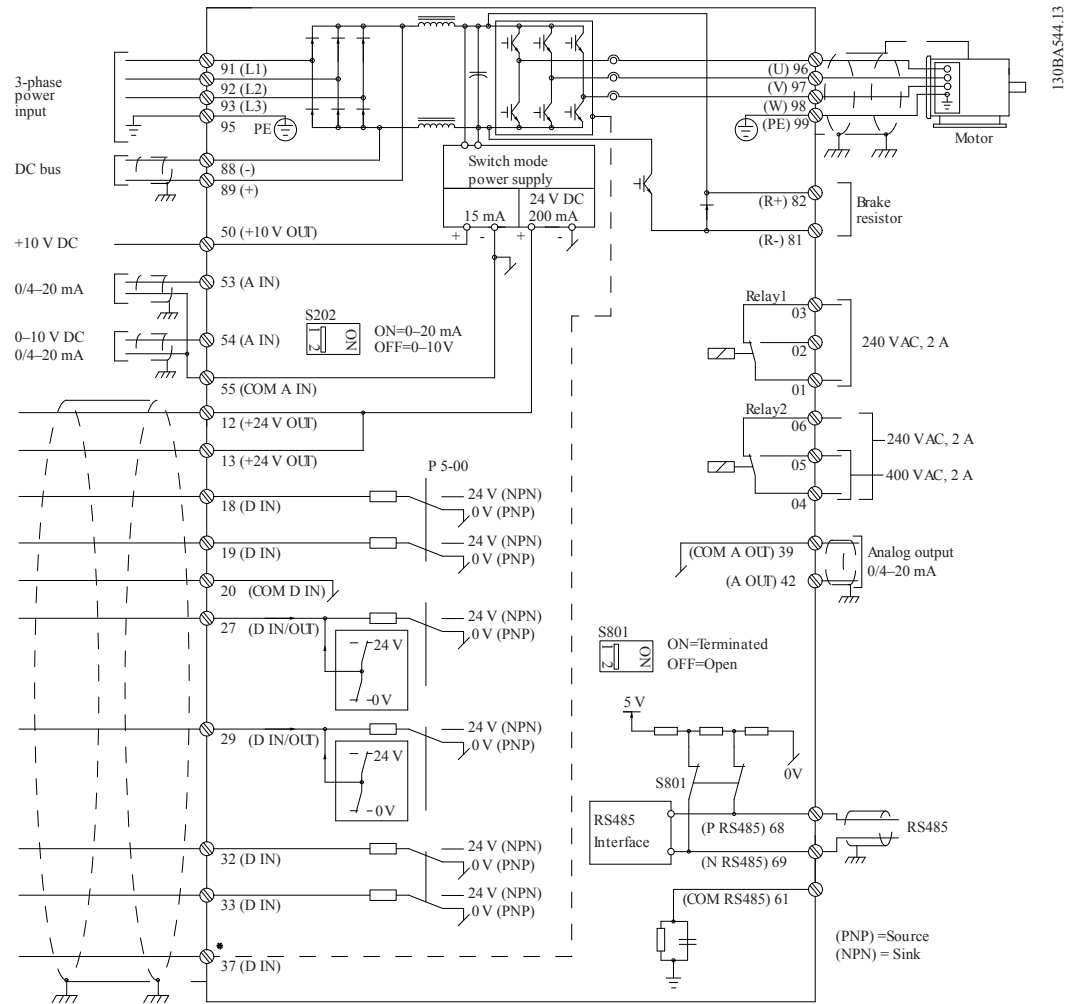 130BA544.13
3-phase
power
input
91 (L1)
92 (L2)
93 (L3)
95
PE
DC bus
88 (-)
89 (+)
+10 V DC
50 (+10 V OUT)
0/4–20 mA
53 (A IN)
0–10 V DC
0/4–20 mA
54 (A IN)
55 (COM A IN)
S202
ON
1 2
ON=0–20 mA
OFF=0–10V
12 (+24 V OUT)
13 (+24 V OUT)
P 5-00
18 (D IN)
24 V (NPN)
0 V (PNP)
19 (D IN)
24 V (NPN)
0 V (PNP)
20 (COM D IN)
27 (D IN/OUT)
24 V (NPN)
0 V (PNP)
24 V
0 V
29 (D IN/OUT)
24 V (NPN)
0 V (PNP)
24 V
0 V
32 (D IN)
24 V (NPN)
0 V (PNP)
33 (D IN)
24 V (NPN)
0 V (PNP)
*
37 (D IN)
Switch mode
power supply
15 mA
24 V DC
200 mA
+ - + -
(U) 96
(V) 97
(W) 98
(PE) 99
Motor
(R+) 82
(R-) 81
Brake
resistor
Relay1
03
02
01
240 VAC, 2 A
Relay2
06
05
04
240 VAC, 2 A
400 VAC, 2 A
(COM A OUT) 39
(A OUT) 42
Analog output
0/4–20 mA
S801
ON
1 2
ON=Terminated
OFF=Open
5 V
0V
S801
RS485
Interface
(P RS485) 68
(N RS485) 69
RS485
(COM RS485) 61
(PNP) =Source
(NPN) = Sink